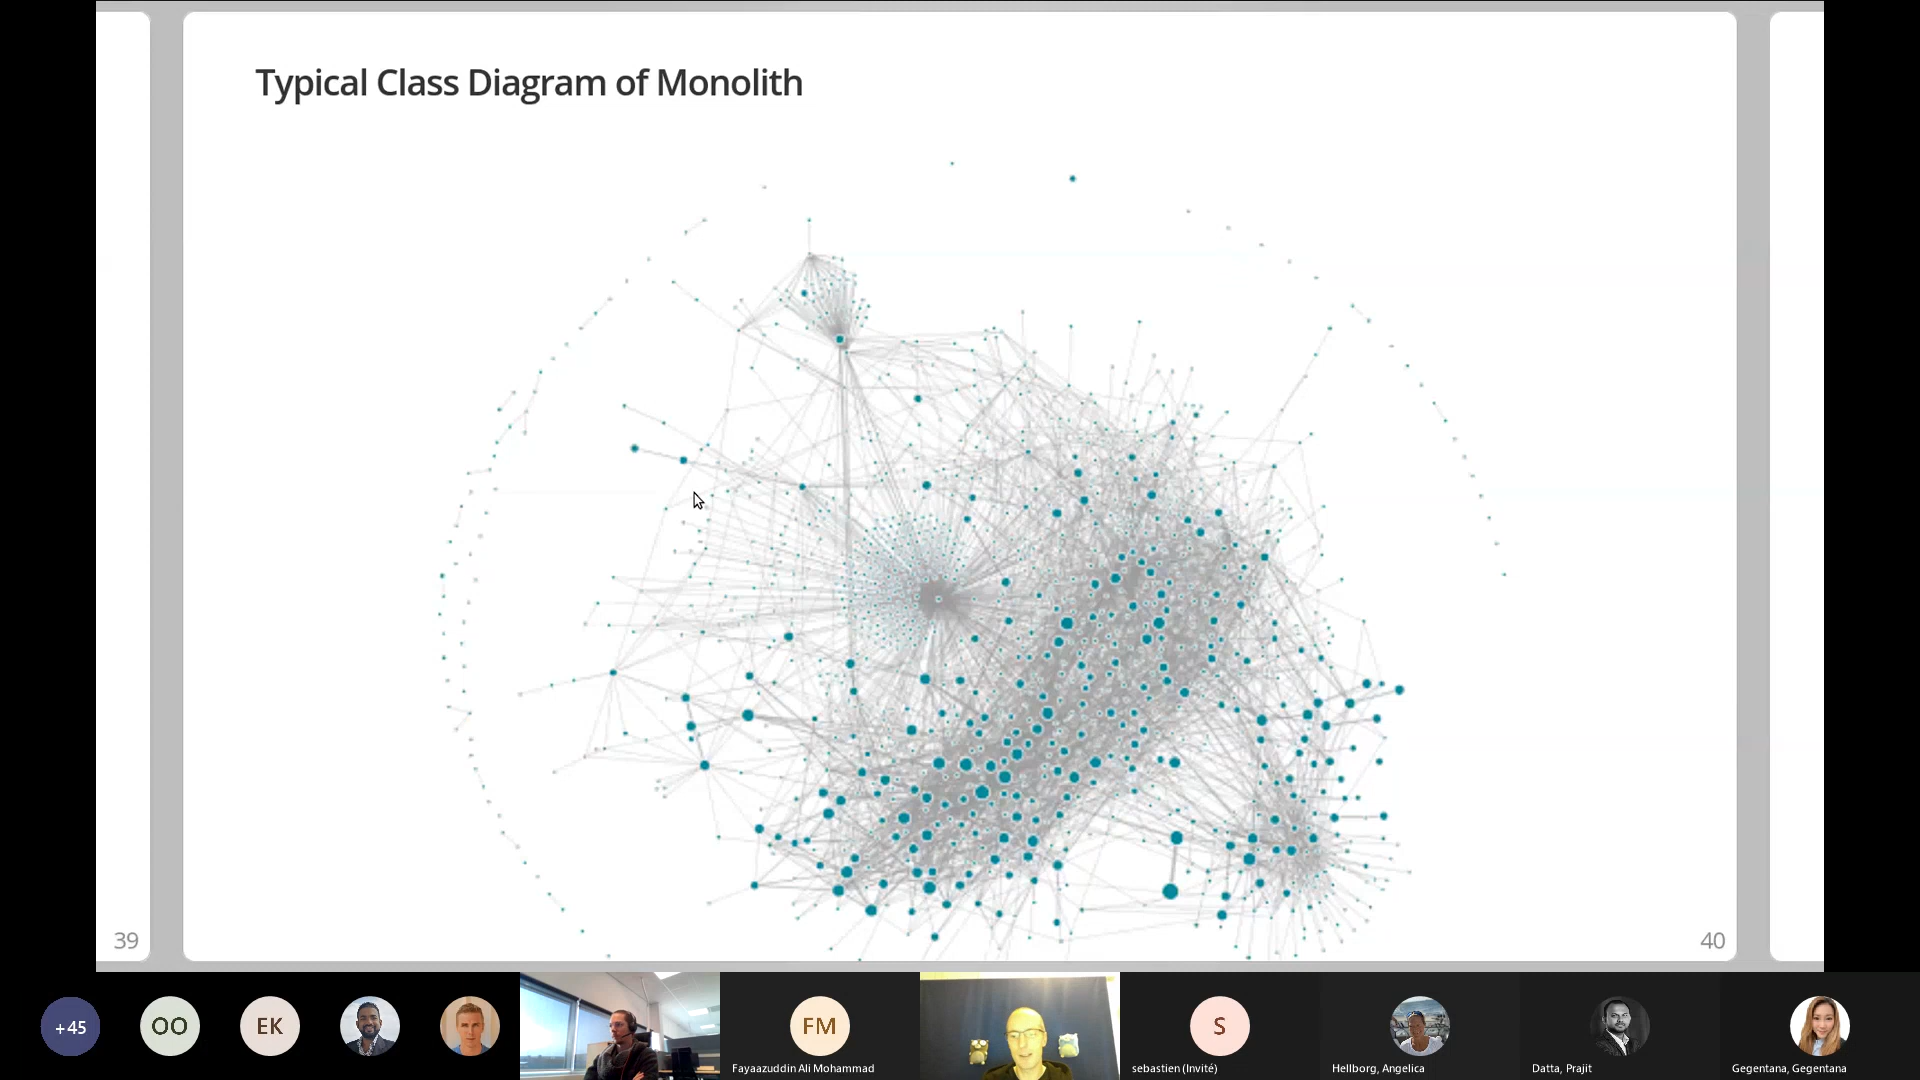 Typical Class Diagram of Monolith
39
40
+45
OO
EK
FM
S
Fayaazuddin Ali Mohammad
sebastien (Invité)
Hellborg, Angelica
Datta, Prajit
Gegentana, Gegentana